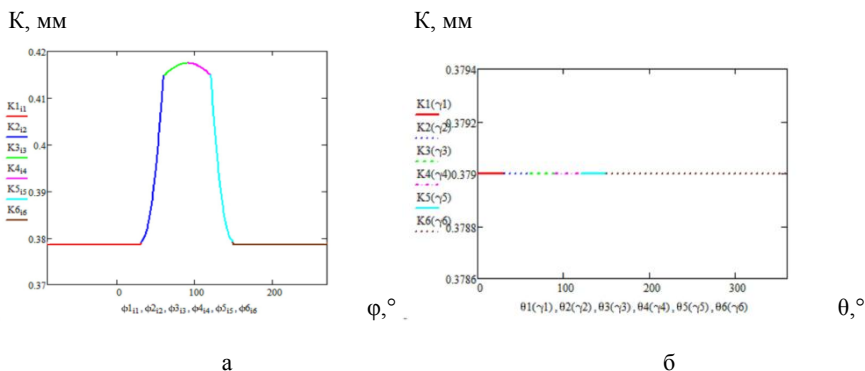 К, мм
К, мм
0.42
0.41
0.4
0.39
0.38
0.37
K1i1
K2i2
K3i3
K4i4
K5i5
K6i6
0
100
200
ϕ1i1 , ϕ2i2 , ϕ3i3 , ϕ4i4 , ϕ5i5 , ϕ6i6
φ,°
0.3794
0.3792
0.379
0.3788
0.3786
K1(γ1)
K2(γ2)
K3(γ3)
K4(γ4)
K5(γ5)
K6(γ6)
0
100
200
300
θ1(γ1) , θ2(γ2) , θ3(γ3) , θ4(γ4) , θ5(γ5) , θ6(γ6)
θ,°
а
б